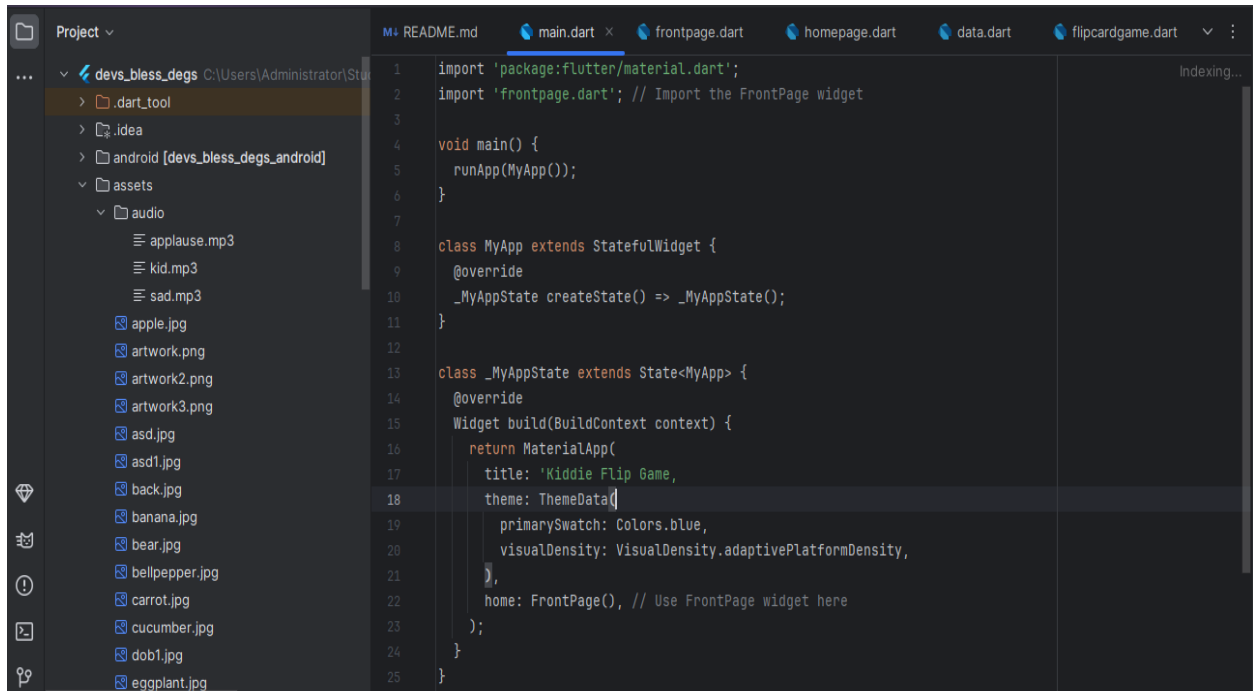 Project
devs_bless_degs C:\Users\Administrator\Stu
.dart_tool
.idea
android [devs_bless_degs_android]
assets
audio
applause.mp3
kid.mp3
sad.mp3
apple.jpg
artwork.png
artwork2.png
artwork3.png
asd.jpg
asd1.jpg
back.jpg
banana.jpg
bear.jpg
bellpepper.jpg
carrot.jpg
cucumber.jpg
dob1.jpg
eggplant.jpg
M↓ README.md main.dart × frontpage.dart homepage.dart data.dart flipcardgame.dart
Indexing...
1 import 'package:flutter/material.dart';
2 import 'frontpage.dart'; // Import the FrontPage widget
3
4 void main() {
5 runApp(MyApp());
6 }
7
8 class MyApp extends StatefulWidget {
9 @override
10 _MyAppState createState() => _MyAppState();
11 }
12
13 class _MyAppState extends State<MyApp> {
14 @override
15 Widget build(BuildContext context) {
16 return MaterialApp(
17 title: 'Kiddie Flip Game,
18 theme: ThemeData(
19 primarySwatch: Colors.blue,
20 visualDensity: VisualDensity.adaptivePlatformDensity,
21 ),
22 home: FrontPage(), // Use FrontPage widget here
23 );
24 }
25 }